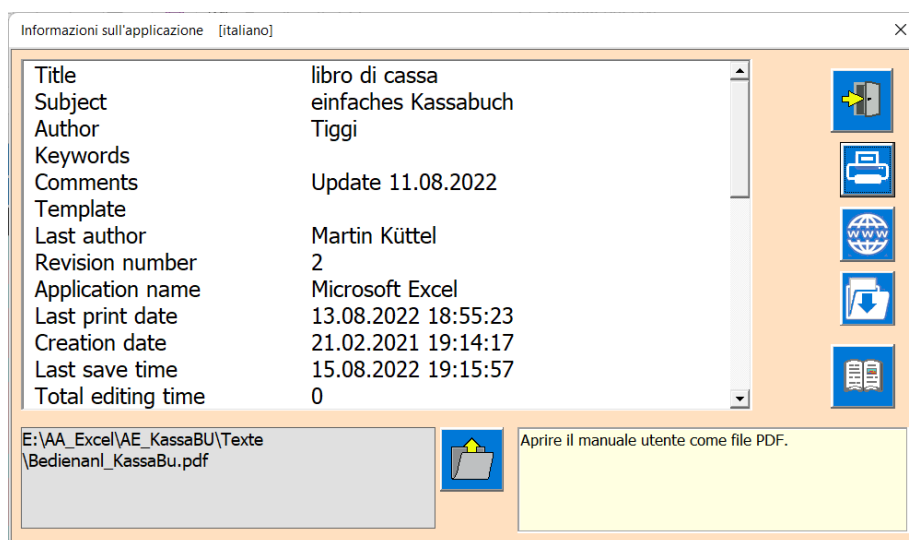 Informazioni sull'applicazione [italiano]
Title libro di cassa
Subject einfaches Kassabuch
Author Tiggi
Keywords
Comments Update 11.08.2022
Template
Last author Martin Küttel
Revision number 2
Application name Microsoft Excel
Last print date 13.08.2022 18:55:23
Creation date 21.02.2021 19:14:17
Last save time 15.08.2022 19:15:57
Total editing time 0
WWW
E:\AA_Excel\AE_KassaBU\Texte
\Bedienanl_KassaBu.pdf
Aprire il manuale utente come file PDF.